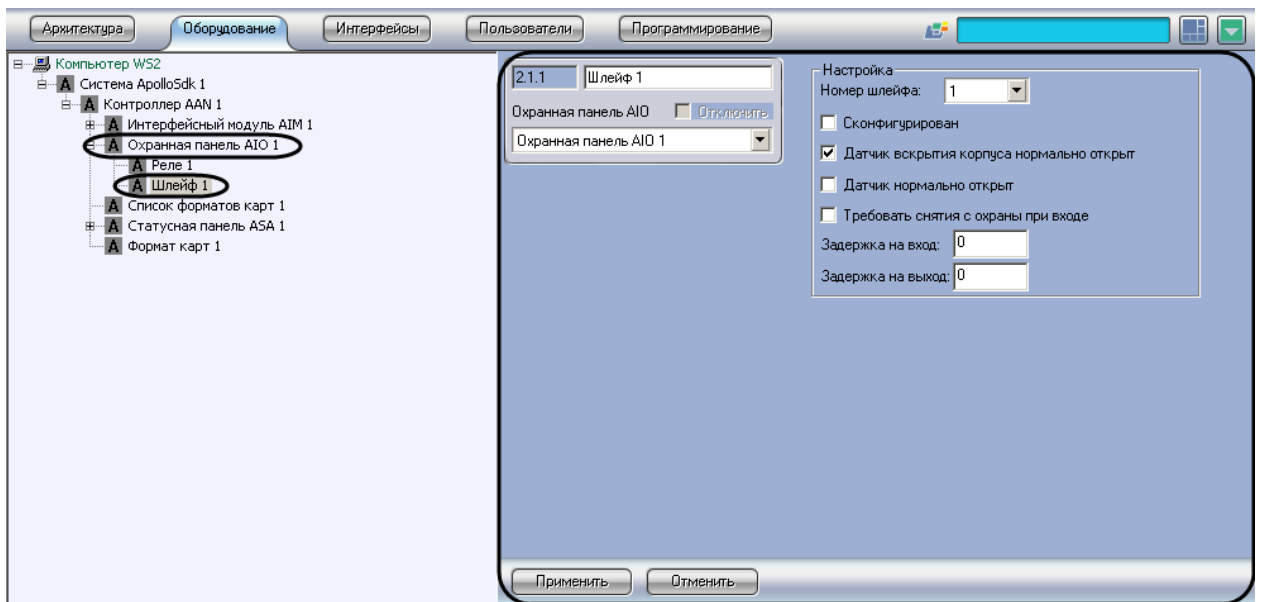 Архитектура Оборудование Интерфейсы Пользователи Программирование
Компьютер WS2
Система ApolloSdk 1
Контроллер AAN 1
Интерфейсный модуль AIM 1
Охранная панель AIO 1
Реле 1
Шлейф 1
Список форматов карт 1
Статусная панель ASA 1
Формат карт 1
2.1.1 Шлейф 1
Охранная панель AIO Отключить
Охранная панель AIO 1
Настройка
Номер шлейфа: 1
Сконфигурирован
Датчик вскрытия корпуса нормально открыт
Датчик нормально открыт
Требовать снятия с охраны при входе
Задержка на вход: 0
Задержка на выход: 0
Применить Отменить